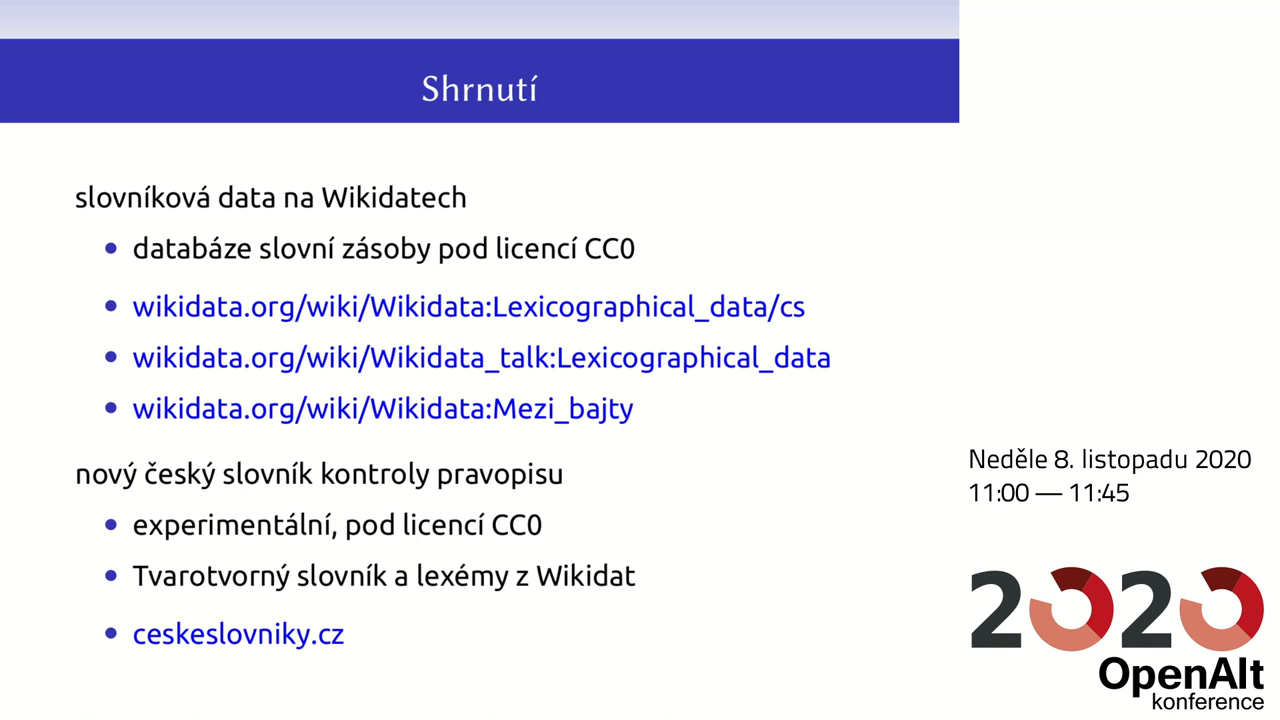 Shrnutí
slovníková data na Wikidatech
databáze slovní zásoby pod licencí CC0
wikidata.org/wiki/Wikidata:Lexicographical_data/cs
wikidata.org/wiki/Wikidata_talk:Lexicographical_data
wikidata.org/wiki/Wikidata:Mezi_bajty
nový český slovník kontroly pravopisu
experimentální, pod licencí CC0
Tvarotvorný slovník a lexémy z Wikidat
ceskeslovniky.cz
Neděle 8. listopadu 2020
11:00 — 11:45
2020
OpenAlt
konference